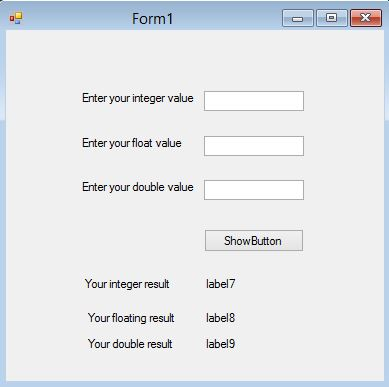 Form1
Enter your integer value
Enter your float value
Enter your double value
ShowButton
Your integer result label7
Your floating result label8
Your double result label9